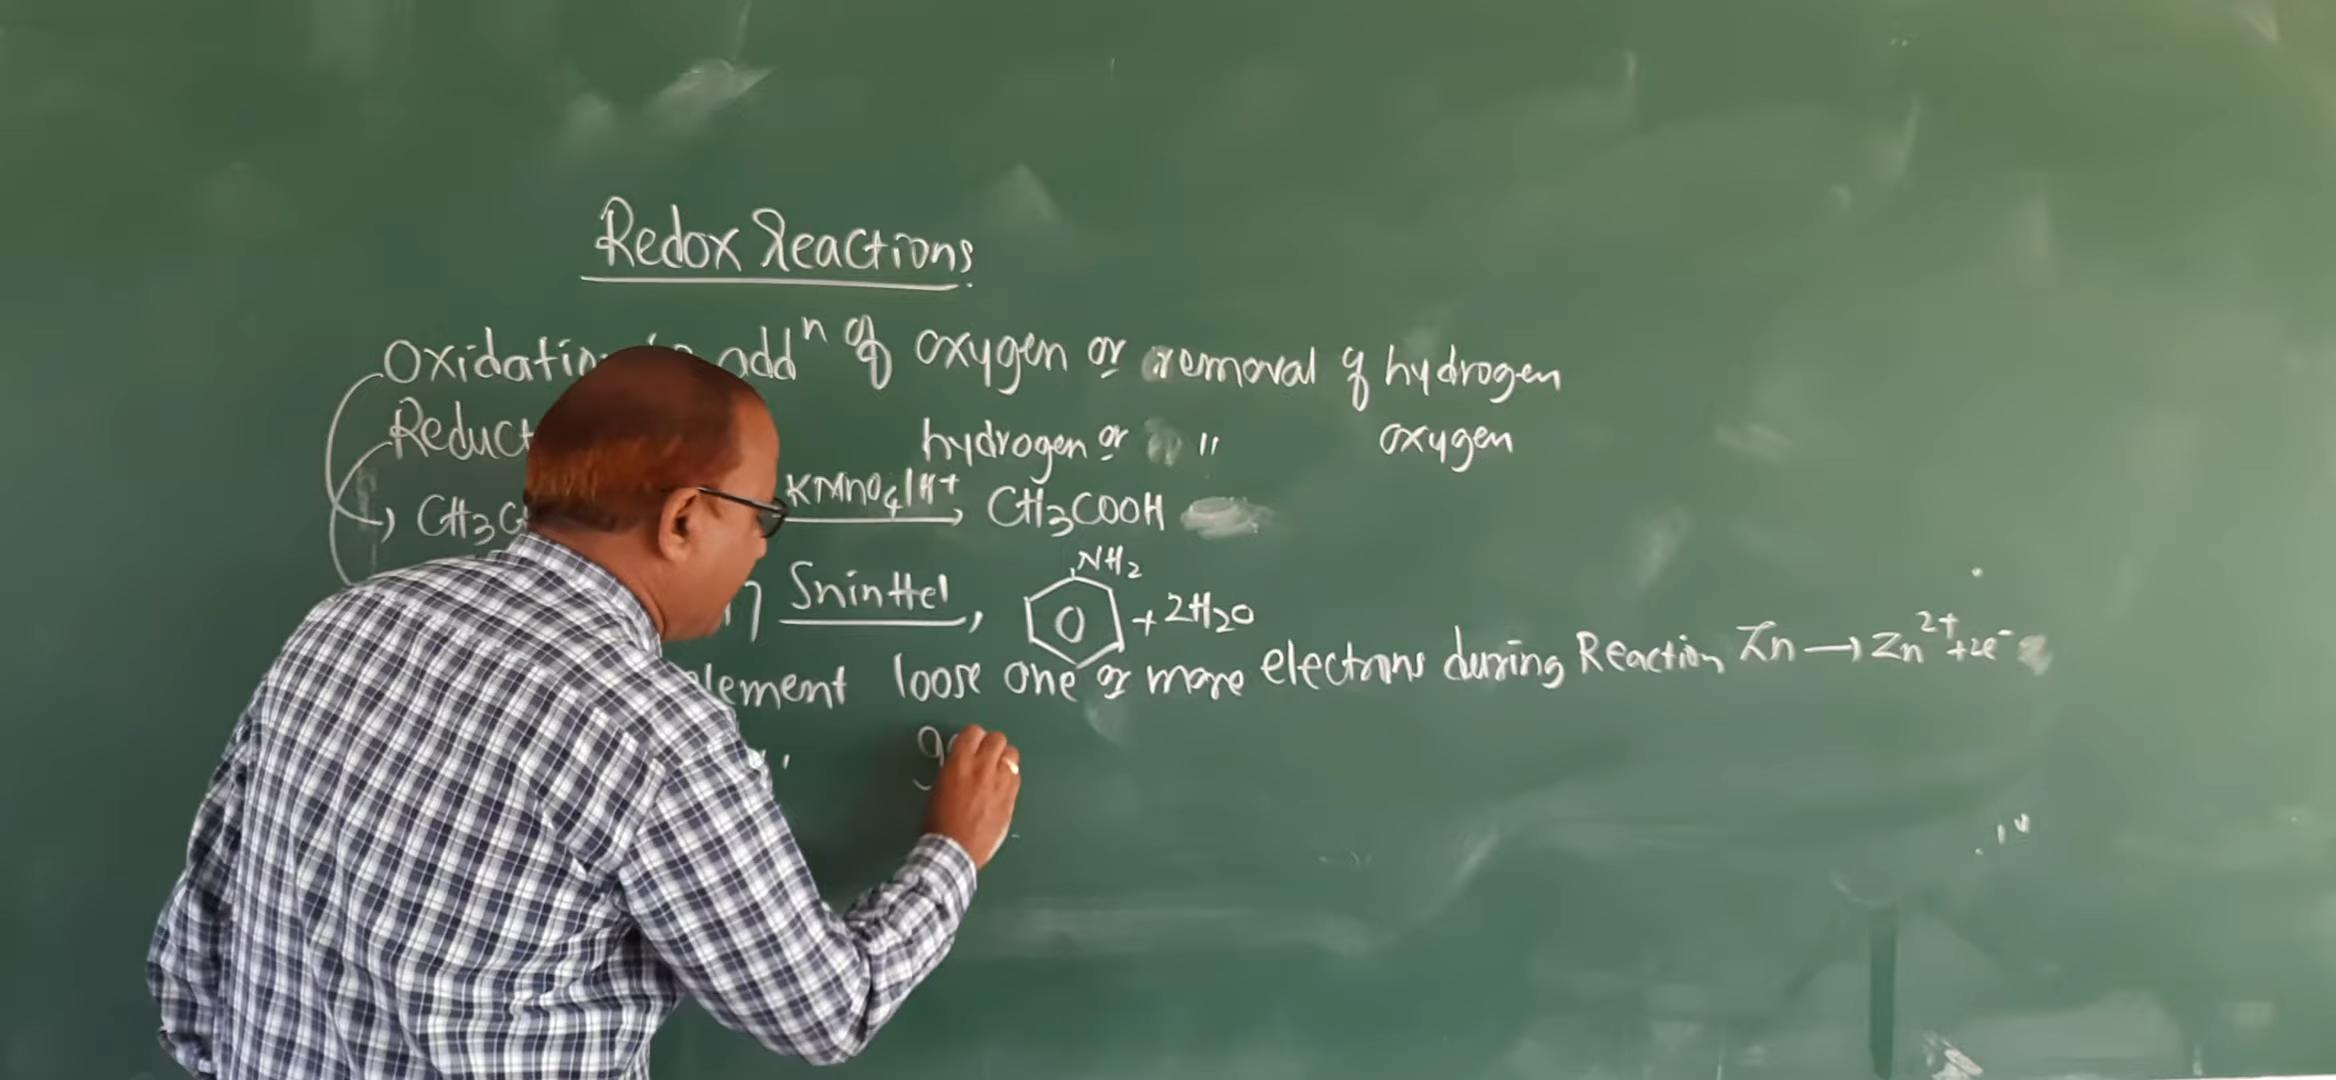 Redox Reactions
Oxidation addⁿ of oxygen or removal of hydrogen
Reduct hydrogen or " oxygen
CH₃C KMnO₄/H⁺ → CH₃COOH
Sn in HCl → NH₂ + 2H₂O
element loose one or more electrons during Reaction Zn → Zn²⁺ + 2e⁻
"